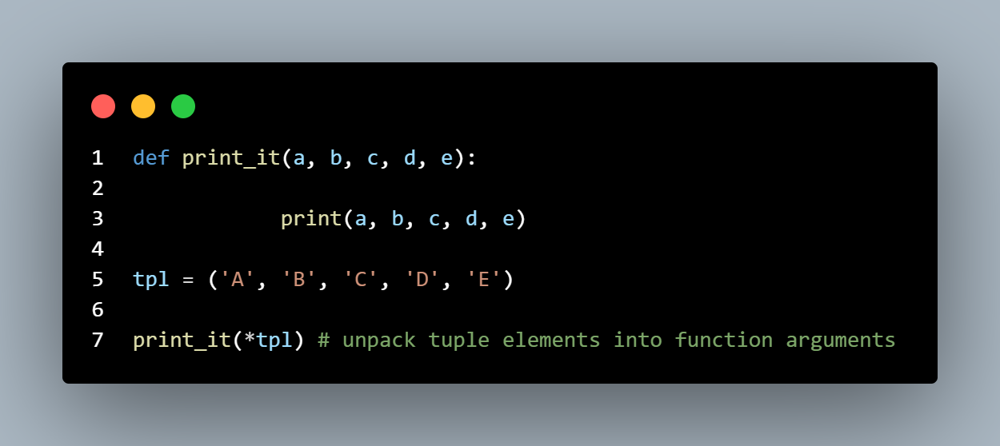 1 def print_it(a, b, c, d, e):
2
3             print(a, b, c, d, e)
4
5 tpl = ('A', 'B', 'C', 'D', 'E')
6
7 print_it(*tpl) # unpack tuple elements into function arguments